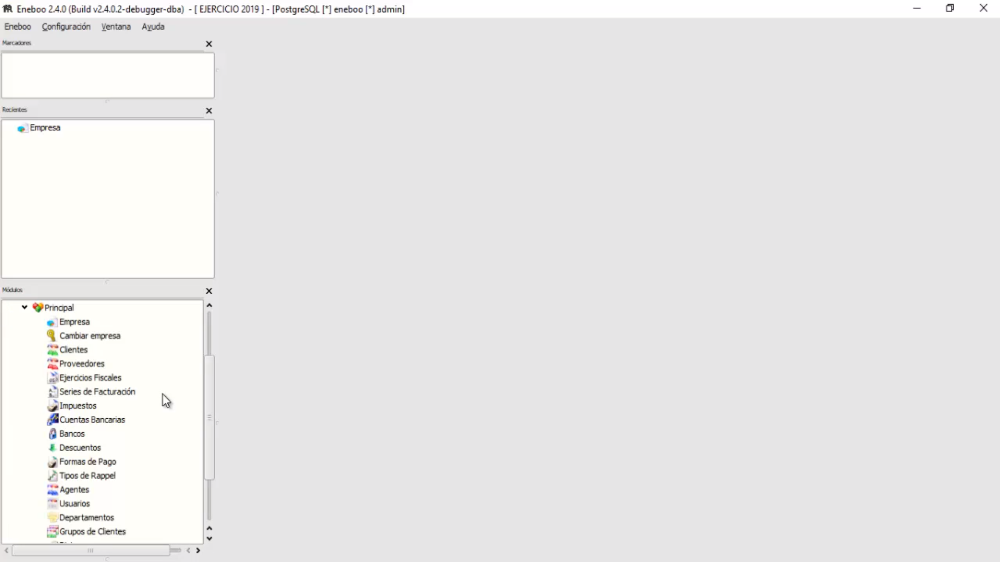 Eneboo 2.4.0 (Build v2.4.0.2-debugger-dba) - [ EJERCICIO 2019 ] - [PostgreSQL [*] eneboo [*] admin]
Eneboo Configuración Ventana Ayuda
Marcadores
Recientes
Empresa
Módulos
Principal
Empresa
Cambiar empresa
Clientes
Proveedores
Ejercicios Fiscales
Series de Facturación
Impuestos
Cuentas Bancarias
Bancos
Descuentos
Formas de Pago
Tipos de Rappel
Agentes
Usuarios
Departamentos
Grupos de Clientes